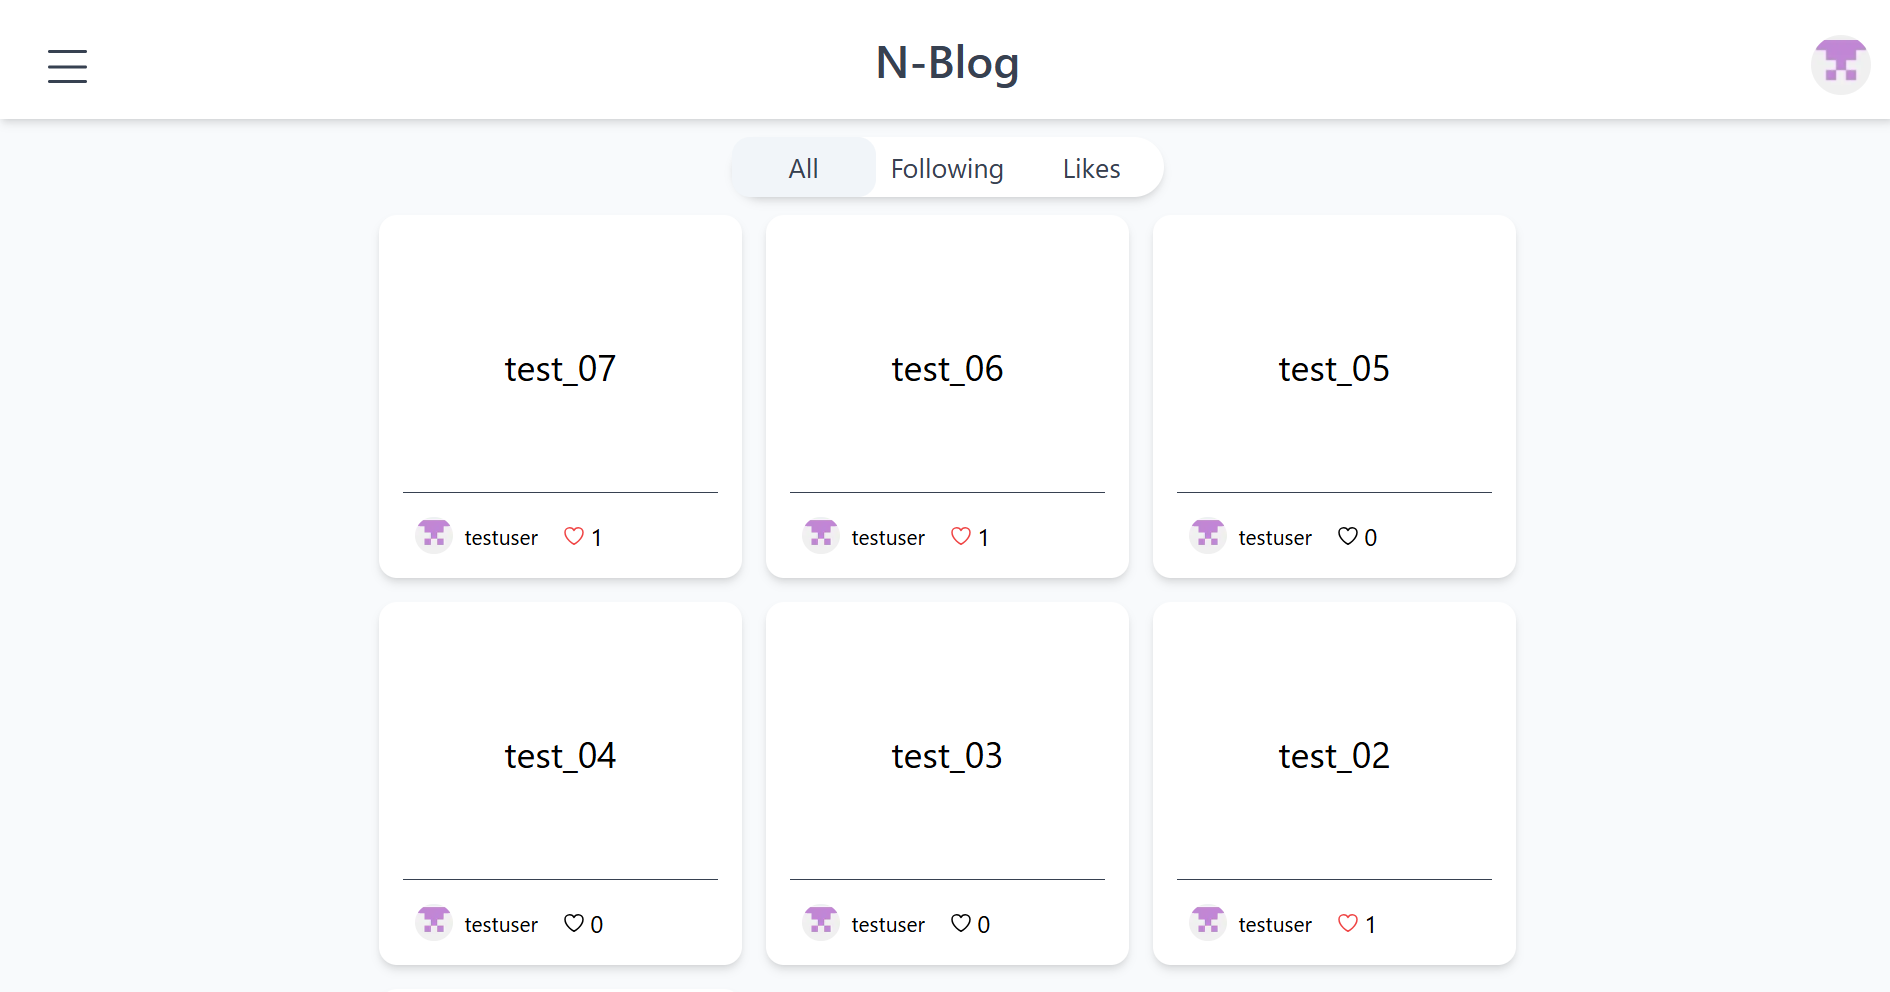 N-Blog
All Following Likes
test_07 test_06 test_05
testuser 1 testuser 1 testuser 0
test_04 test_03 test_02
testuser 0 testuser 0 testuser 1